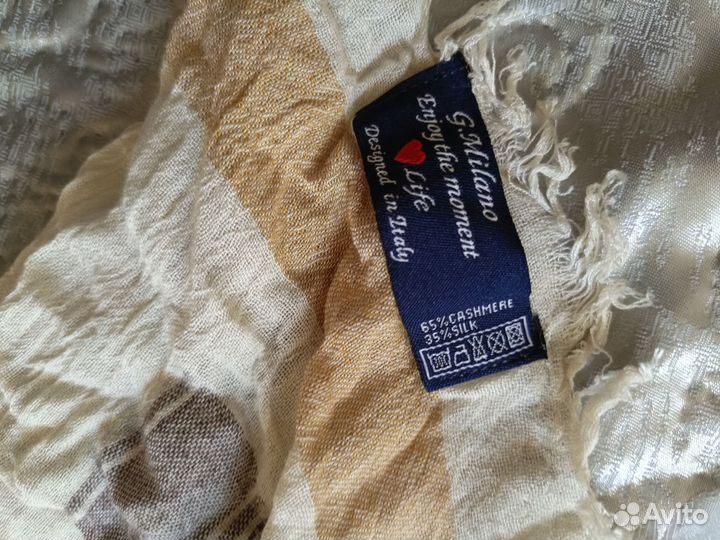 G.Milano
Enjoy the moment
Life
Designed in Italy
65%CASHMERE
35%SILK
Avito